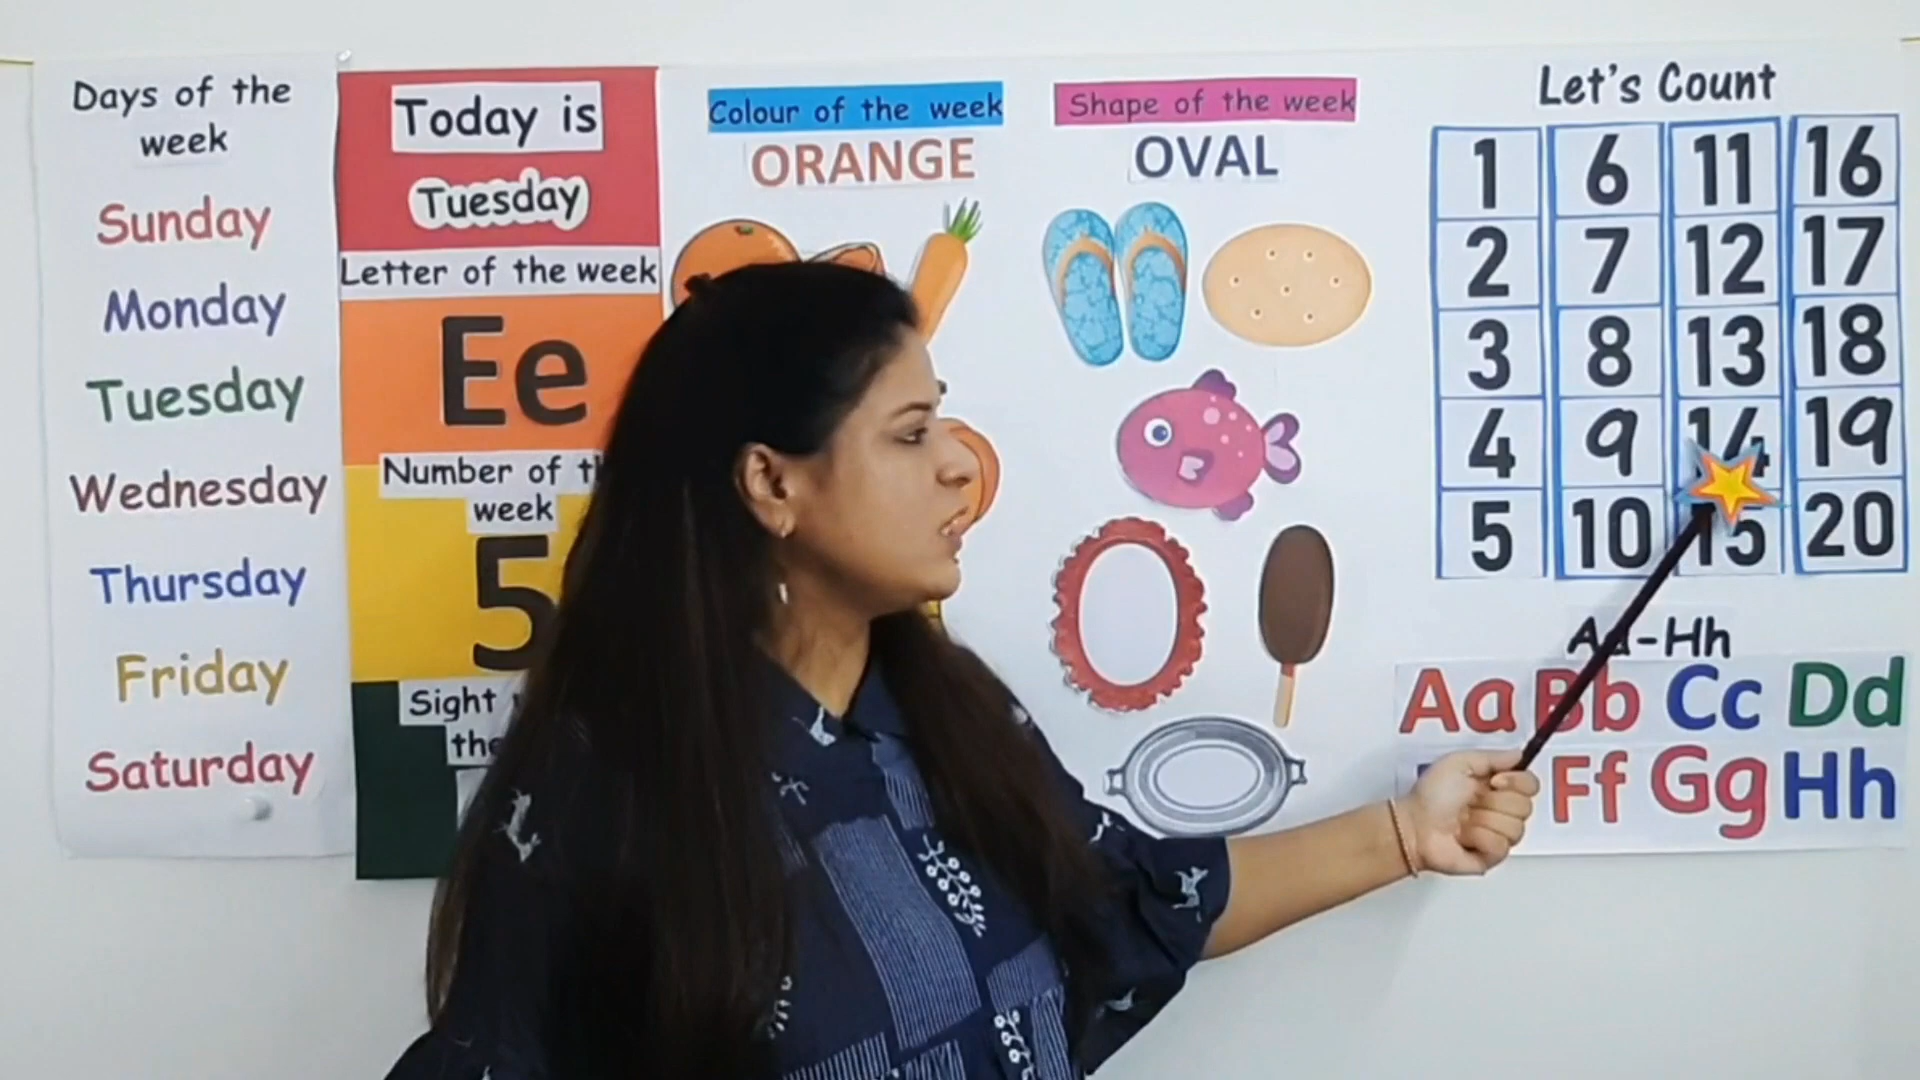 Days of the
week
Sunday
Monday
Tuesday
Wednesday
Thursday
Friday
Saturday
Today is
Tuesday
Letter of the week
Ee
Number of
week
5
Sight
Colour of the week
ORANGE
Shape of the week
OVAL
Let's Count
1 6 11 16
2 7 12 17
3 8 13 18
4 9 14 19
5 10 15 20
Aa-Hh
Aa Bb Cc Dd
Ff Gg Hh